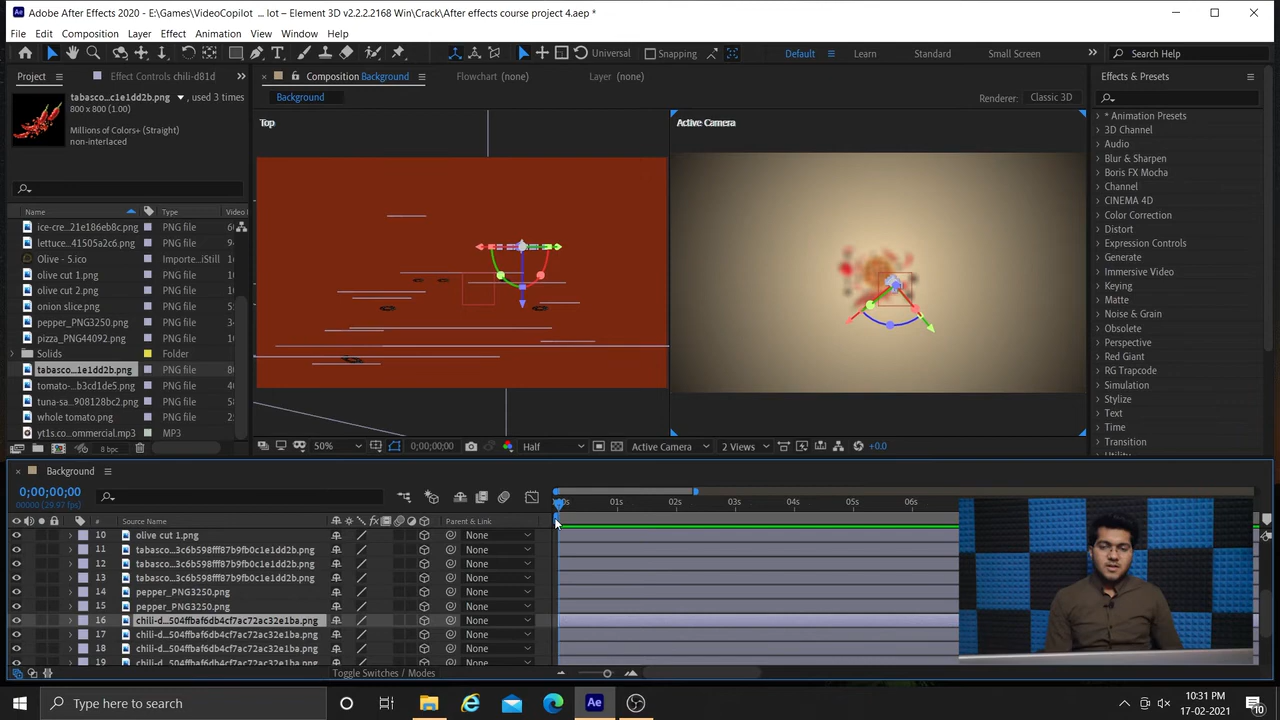 Adobe After Effects 2020 - E:\Games\VideoCopilot ... lot – Element 3D v2.2.2.2168 Win\Crack\After effects course project 4.aep *
File Edit Composition Layer Effect Animation View Window Help
Universal Snapping Default Learn Standard Small Screen Search Help
Project Effect Controls chili-d81d Composition Background Flowchart (none) Layer (none) Effects & Presets
tabasco...c1e1dd2b.png , used 3 times
800 x 800 (1.00)
Millions of Colors+ (Straight)
non-interlaced
Background
Renderer: Classic 3D
Top
Active Camera
Name Type Video I
ice-cre...21e186eb8c.png PNG file 6
lettuce...41505a2c6.png PNG file 9
Olive - 5.ico Importe...iStill
olive cut 1.png PNG file
olive cut 2.png PNG file
onion slice.png PNG file 2
pepper_PNG3250.png PNG file
pizza_PNG44092.png PNG file
Solids Folder
tabasco...1e1dd2b.png PNG file 8
tomato-...b3cd1de5.png PNG file
tuna-sa...908128bc2.png PNG file
whole tomato.png PNG file
yt1s co...ommercial.mp3 MP3
8 bpc
* Animation Presets
3D Channel
Audio
Blur & Sharpen
Boris FX Mocha
Channel
CINEMA 4D
Color Correction
Distort
Expression Controls
Generate
Immersive Video
Keying
Matte
Noise & Grain
Obsolete
Perspective
Red Giant
RG Trapcode
Simulation
Stylize
Text
Time
Transition
50% 0;00;00;00 Half Active Camera 2 Views +0.0
Background
0;00;00;00
00000 (29.97 fps)
01s 02s 03s 04s 05s 06s
# Source Name fx Parent & Link
10 olive cut 1.png None
11 tabasco...3c6b598fff87b9fb0c1e1dd2b.png None
12 tabasco...3c6b598fff87b9fb0c1e1dd2b.png None
13 tabasco...3c6b598fff87b9fb0c1e1dd2b.png None
14 pepper_PNG3250.png None
15 pepper_PNG3250.png None
16 chili-d...504ffbaf6db4cf7ac72ac32e1ba.png None
17 chili-d...504ffbaf6db4cf7ac72ac32e1ba.png None
18 chili-d...504ffbaf6db4cf7ac72ac32e1ba.png None
Toggle Switches / Modes
Type here to search
10:31 PM
17-02-2021
10